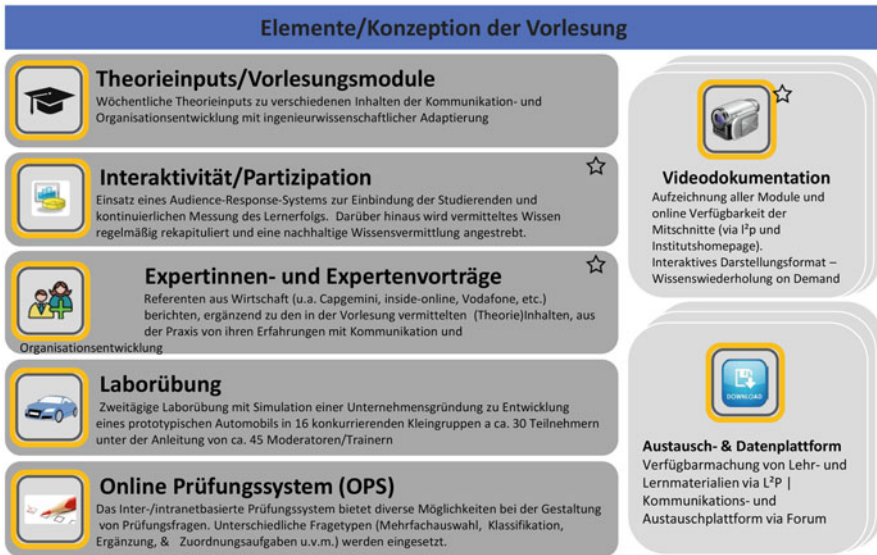 Elemente/Konzeption der Vorlesung
Theorieinputs/Vorlesungsmodule
Wöchentliche Theorieinputs zu verschiedenen Inhalten der Kommunikation- und
Organisationsentwicklung mit ingenieurwissenschaftlicher Adaptierung
Interaktivität/Partizipation
Einsatz eines Audience-Response-Systems zur Einbindung der Studierenden und
kontinuierlichen Messung des Lernerfolgs. Darüber hinaus wird vermitteltes Wissen
regelmäßig rekapituliert und eine nachhaltige Wissensvermittlung angestrebt.
Expertinnen- und Expertenvorträge
Referenten aus Wirtschaft (u.a. Capgemini, inside-online, Vodafone, etc.)
berichten, ergänzend zu den in der Vorlesung vermittelten (Theorie)Inhalten, aus
der Praxis von ihren Erfahrungen mit Kommunikation und
Organisationsentwicklung
Laborübung
Zweitägige Laborübung mit Simulation einer Unternehmensgründung zu Entwicklung
eines prototypischen Automobils in 16 konkurrierenden Kleingruppen a ca. 30 Teilnehmern
unter der Anleitung von ca. 45 Moderatoren/Trainern
Online Prüfungssystem (OPS)
Das Inter-/intranetbasierte Prüfungssystem bietet diverse Möglichkeiten bei der Gestaltung
von Prüfungsfragen. Unterschiedliche Fragetypen (Mehrfachauswahl, Klassifikation,
Ergänzung, & Zuordnungsaufgaben u.v.m.) werden eingesetzt.
Videodokumentation
Aufzeichnung aller Module und
online Verfügbarkeit der
Mitschnitte (via l²p und
Institutshomepage).
Interaktives Darstellungsformat –
Wissenswiederholung on Demand
DOWNLOAD
Austausch- & Datenplattform
Verfügbarmachung von Lehr- und
Lernmaterialien via L²P |
Kommunikations- und
Austauschplattform via Forum